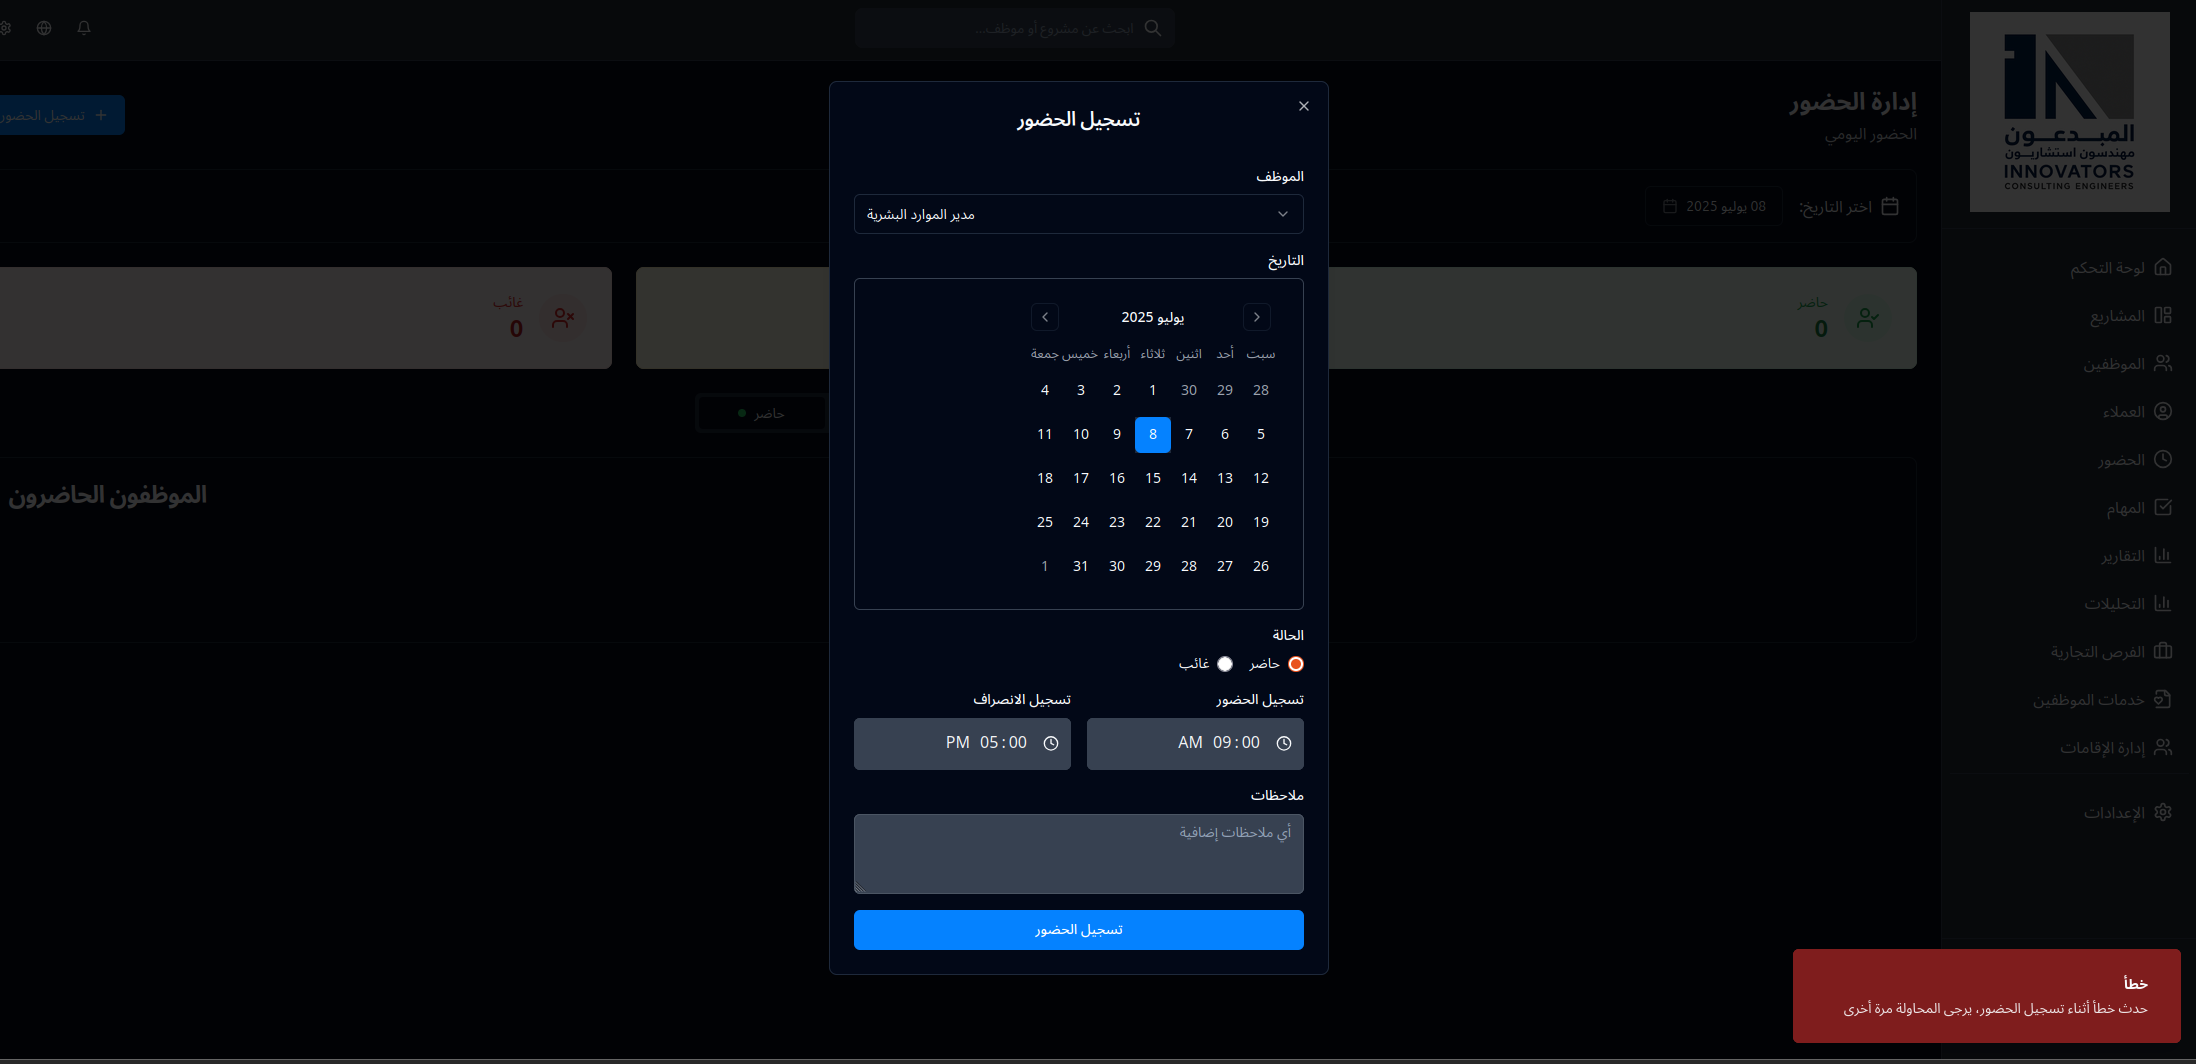 ابحث عن مشروع أو موظف...
المبـــدعـــون
مهندسون استشاريـــون
INNOVATORS
CONSULTING ENGINEERS
لوحة التحكم
المشاريع
الموظفين
العملاء
الحضور
المهام
التقارير
التحليلات
الفرص التجارية
خدمات الموظفين
إدارة الإقامات
الإعدادات
إدارة الحضور
الحضور اليومي
تسجيل الحضور
اختر التاريخ:
08 يوليو 2025
حاضر
0
غائب
0
حاضر
الموظفون الحاضرون
تسجيل الحضور
الموظف
مدير الموارد البشرية
التاريخ
يوليو 2025
سبت أحد اثنين ثلاثاء أربعاء خميس جمعة
28 29 30 1 2 3 4
5 6 7 8 9 10 11
12 13 14 15 16 17 18
19 20 21 22 23 24 25
26 27 28 29 30 31 1
الحالة
حاضر غائب
تسجيل الحضور
09:00 AM
تسجيل الانصراف
05:00 PM
ملاحظات
أي ملاحظات إضافية
تسجيل الحضور
خطأ
حدث خطأ أثناء تسجيل الحضور، يرجى المحاولة مرة أخرى